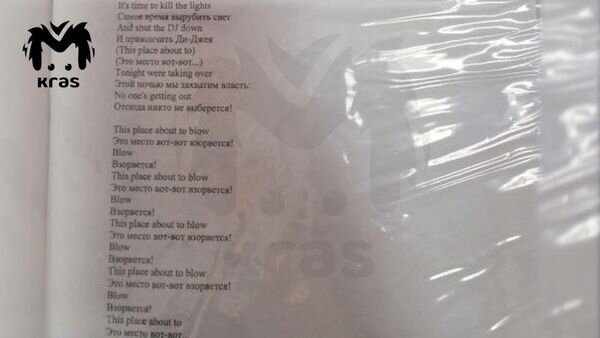 It's time to kill the lights
Самое время вырубить свет
And shut the DJ down
И прикончить Ди-Джея
(This place about to)
(Это место вот-вот...)
Tonight were taking over
Этой ночью мы захватим власть:
No one's getting out
Отсюда никто не выберется!
This place about to blow
Это место вот-вот взорвется!
Blow
Взорвется!
This place about to blow
Это место вот-вот взорвется!
Blow
Взорвется!
This place about to blow
Это место вот-вот взорвется!
Blow
Взорвется!
This place about to blow
Это место вот-вот взорвется!
Blow
Взорвется!
This place about to
Это место вот-вот...
кгаs
кгаs